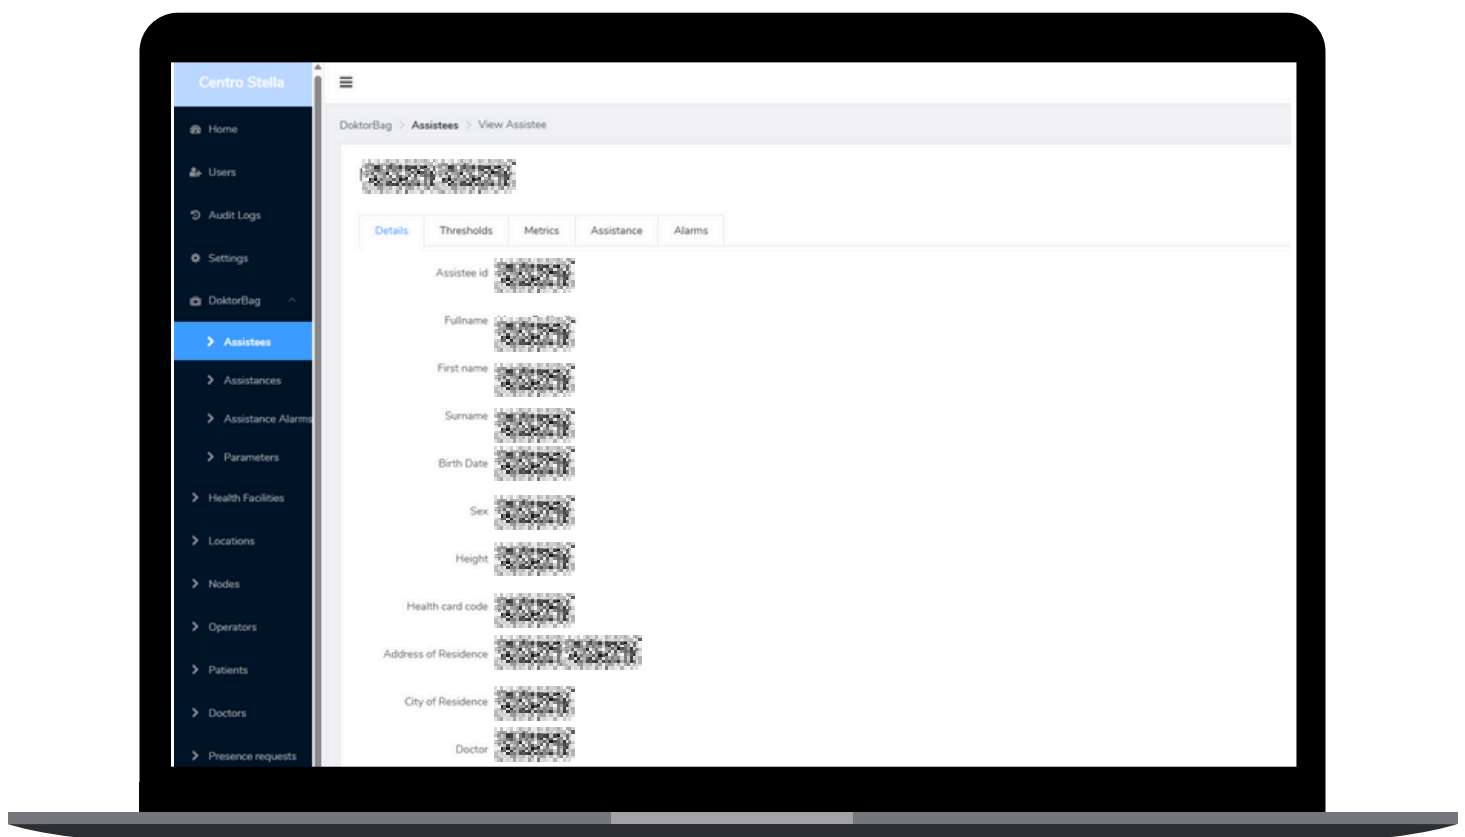 Centro Stella
Home
Users
Audit Logs
Settings
DoktorBag
Assistees
Assistances
Assistance Alarms
Parameters
Health Facilities
Locations
Nodes
Operators
Patients
Doctors
Presence requests
DoktorBag > Assistees > View Assistee
Details Thresholds Metrics Assistance Alarms
Assistee id
Fullname
First name
Surname
Birth Date
Sex
Height
Health card code
Address of Residence
City of Residence
Doctor